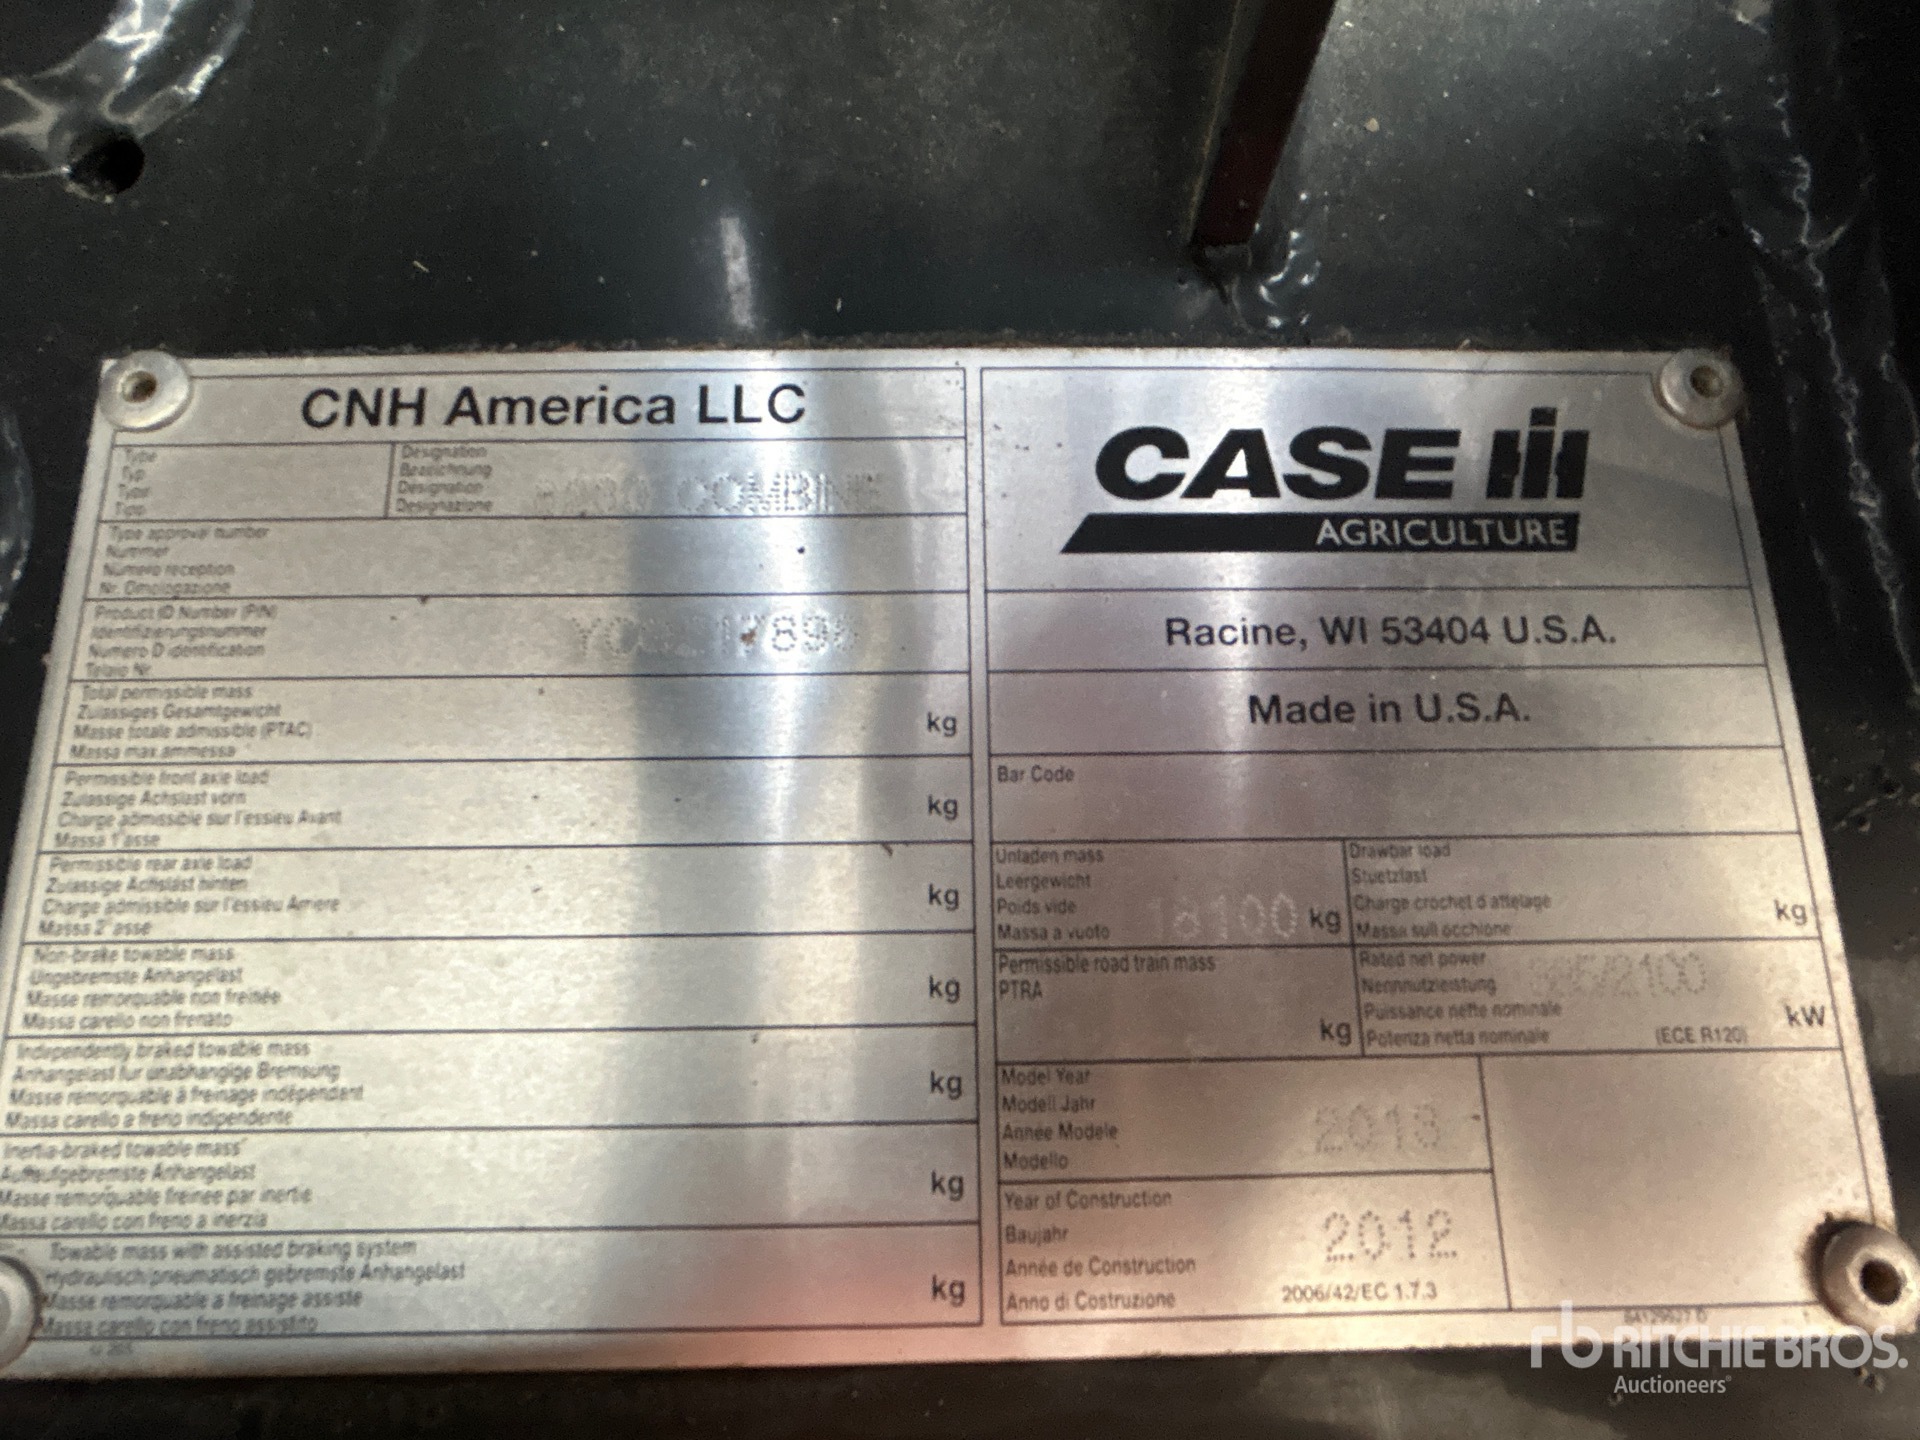 CNH America LLC
Type
Typ
Type
Tipo
Designation
Bezeichnung
Designation
Designazione
COMBINE
Type approval number
Nummer
Numéro reception
Nr. Omologazione
Product ID Number (PIN)
Identifizierungsnummer
Numero D identification
Telaio Nr.
Total permissible mass
Zulassiges Gesamtgewicht
Masse totale admissible (PTAC)
Massa max ammessa
kg
Permissible front axle load
Zulassige Achslast vorn
Charge admissible sur l'essieu Avant
Massa 1°asse
kg
Permissible rear axle load
Zulassige Achslast hinten
Charge admissible sur l'essieu Arriere
Massa 2°asse
kg
Non-brake towable mass
Ungebremste Anhangelast
Masse remorquable non freinée
Massa carello non frenato
kg
Independently braked towable mass
Anhangelast fur unabhangige Bremsung
Masse remorquable à freinage indépendant
Massa carello a freno indipendente
kg
Inertia-braked towable mass
Auflaufgebremste Anhangelast
Masse remorquable freinee par inertie
Massa carello con freno a inerzia
kg
Towable mass with assisted braking system
Hydraulisch/pneumatisch gebremste Anhangelast
Masse remorquable a freinage assiste
Massa carello con freno assistito
kg
CASE IH
AGRICULTURE
Racine, WI 53404 U.S.A.
Made in U.S.A.
Bar Code
Unladen mass
Leergewicht
Poids vide
Massa a vuoto
18100 kg
Drawbar load
Stuetzlast
Charge crochet d attelage
Massa sull occhione
kg
Permissible road train mass
PTRA
kg
Rated net power
Nennnutzleistung
Puissance nette nominale
Potenza netta nominale
(ECE R120)
kW
Model Year
Modell Jahr
Année Modele
Modello
2013
Year of Construction
Baujahr
Année de Construction
Anno di Costruzione
2012
2006/42/EC 1.7.3
rb RITCHIE BROS.
Auctioneers